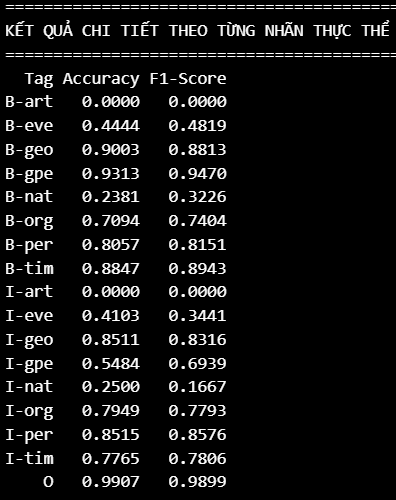 ========================================
KẾT QUẢ CHI TIẾT THEO TỪNG NHÃN THỰC THỂ
========================================
Tag Accuracy F1-Score
B-art 0.0000 0.0000
B-eve 0.4444 0.4819
B-geo 0.9003 0.8813
B-gpe 0.9313 0.9470
B-nat 0.2381 0.3226
B-org 0.7094 0.7404
B-per 0.8057 0.8151
B-tim 0.8847 0.8943
I-art 0.0000 0.0000
I-eve 0.4103 0.3441
I-geo 0.8511 0.8316
I-gpe 0.5484 0.6939
I-nat 0.2500 0.1667
I-org 0.7949 0.7793
I-per 0.8515 0.8576
I-tim 0.7765 0.7806
O 0.9907 0.9899